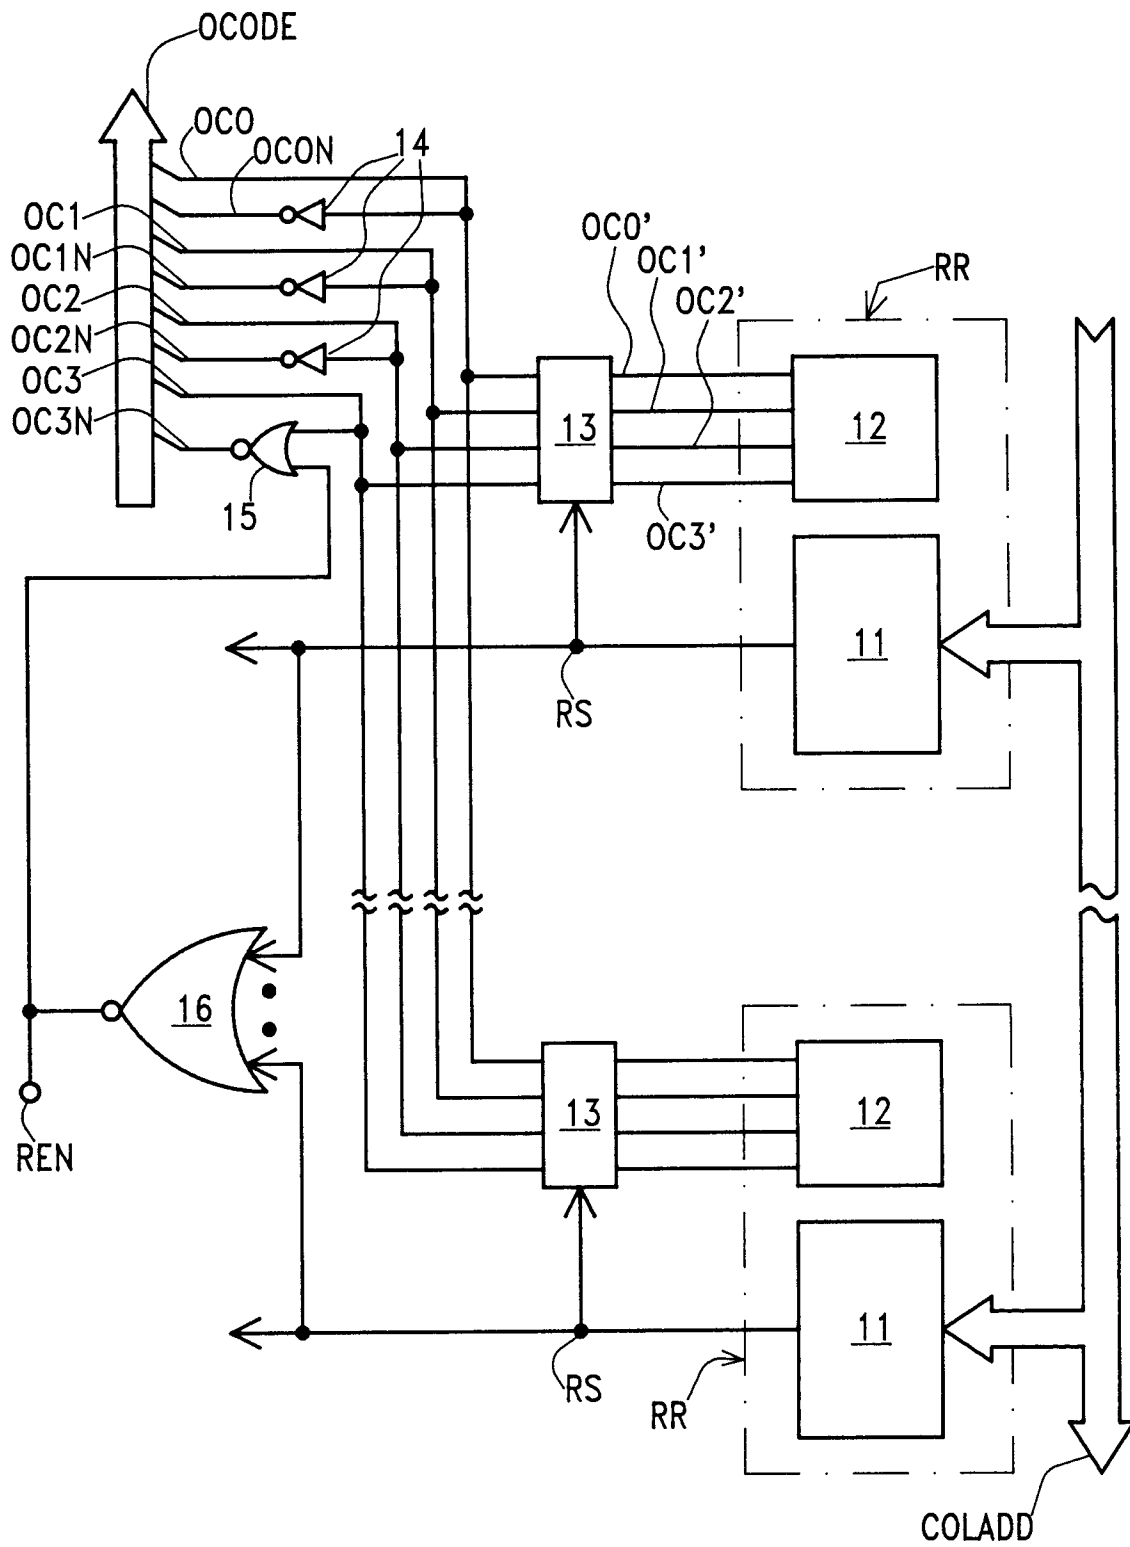 OCODE
OC0
OC0N
14
OC1
OC1N
OC2
OC2N
OC3
OC3N
15
OC0'
OC1'
OC2'
RR
13
12
OC3'
11
RS
16
REN
13
12
11
RS
RR
COLADD